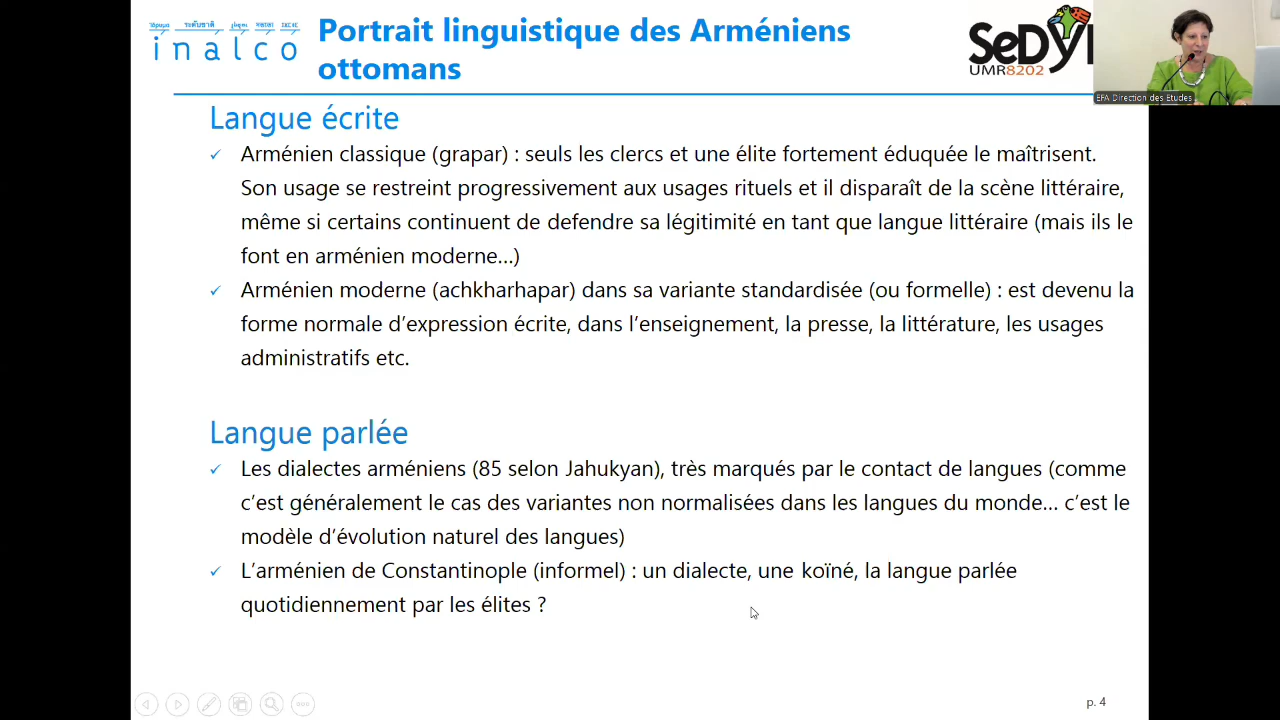 ระดับชาติ
inalco
Portrait linguistique des Arméniens
ottomans
SeDyL
UMR8202
EFA Direction des Etudes
Langue écrite
✓ Arménien classique (grapar) : seuls les clercs et une élite fortement éduquée le maîtrisent.
Son usage se restreint progressivement aux usages rituels et il disparaît de la scène littéraire,
même si certains continuent de defendre sa légitimité en tant que langue littéraire (mais ils le
font en arménien moderne…)
✓ Arménien moderne (achkharhapar) dans sa variante standardisée (ou formelle) : est devenu la
forme normale d’expression écrite, dans l’enseignement, la presse, la littérature, les usages
administratifs etc.
Langue parlée
✓ Les dialectes arméniens (85 selon Jahukyan), très marqués par le contact de langues (comme
c’est généralement le cas des variantes non normalisées dans les langues du monde… c’est le
modèle d’évolution naturel des langues)
✓ L’arménien de Constantinople (informel) : un dialecte, une koïné, la langue parlée
quotidiennement par les élites ?
p. 4